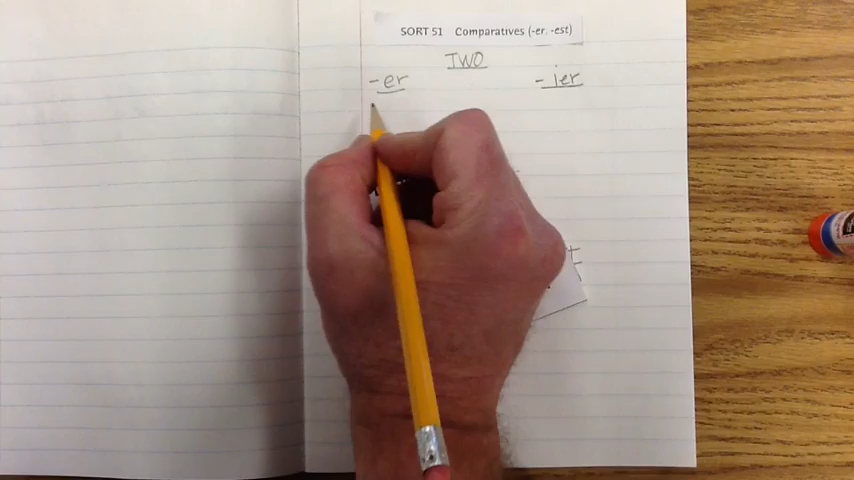 SORT 51 Comparatives (-er, -est)
TWO
-er -ier